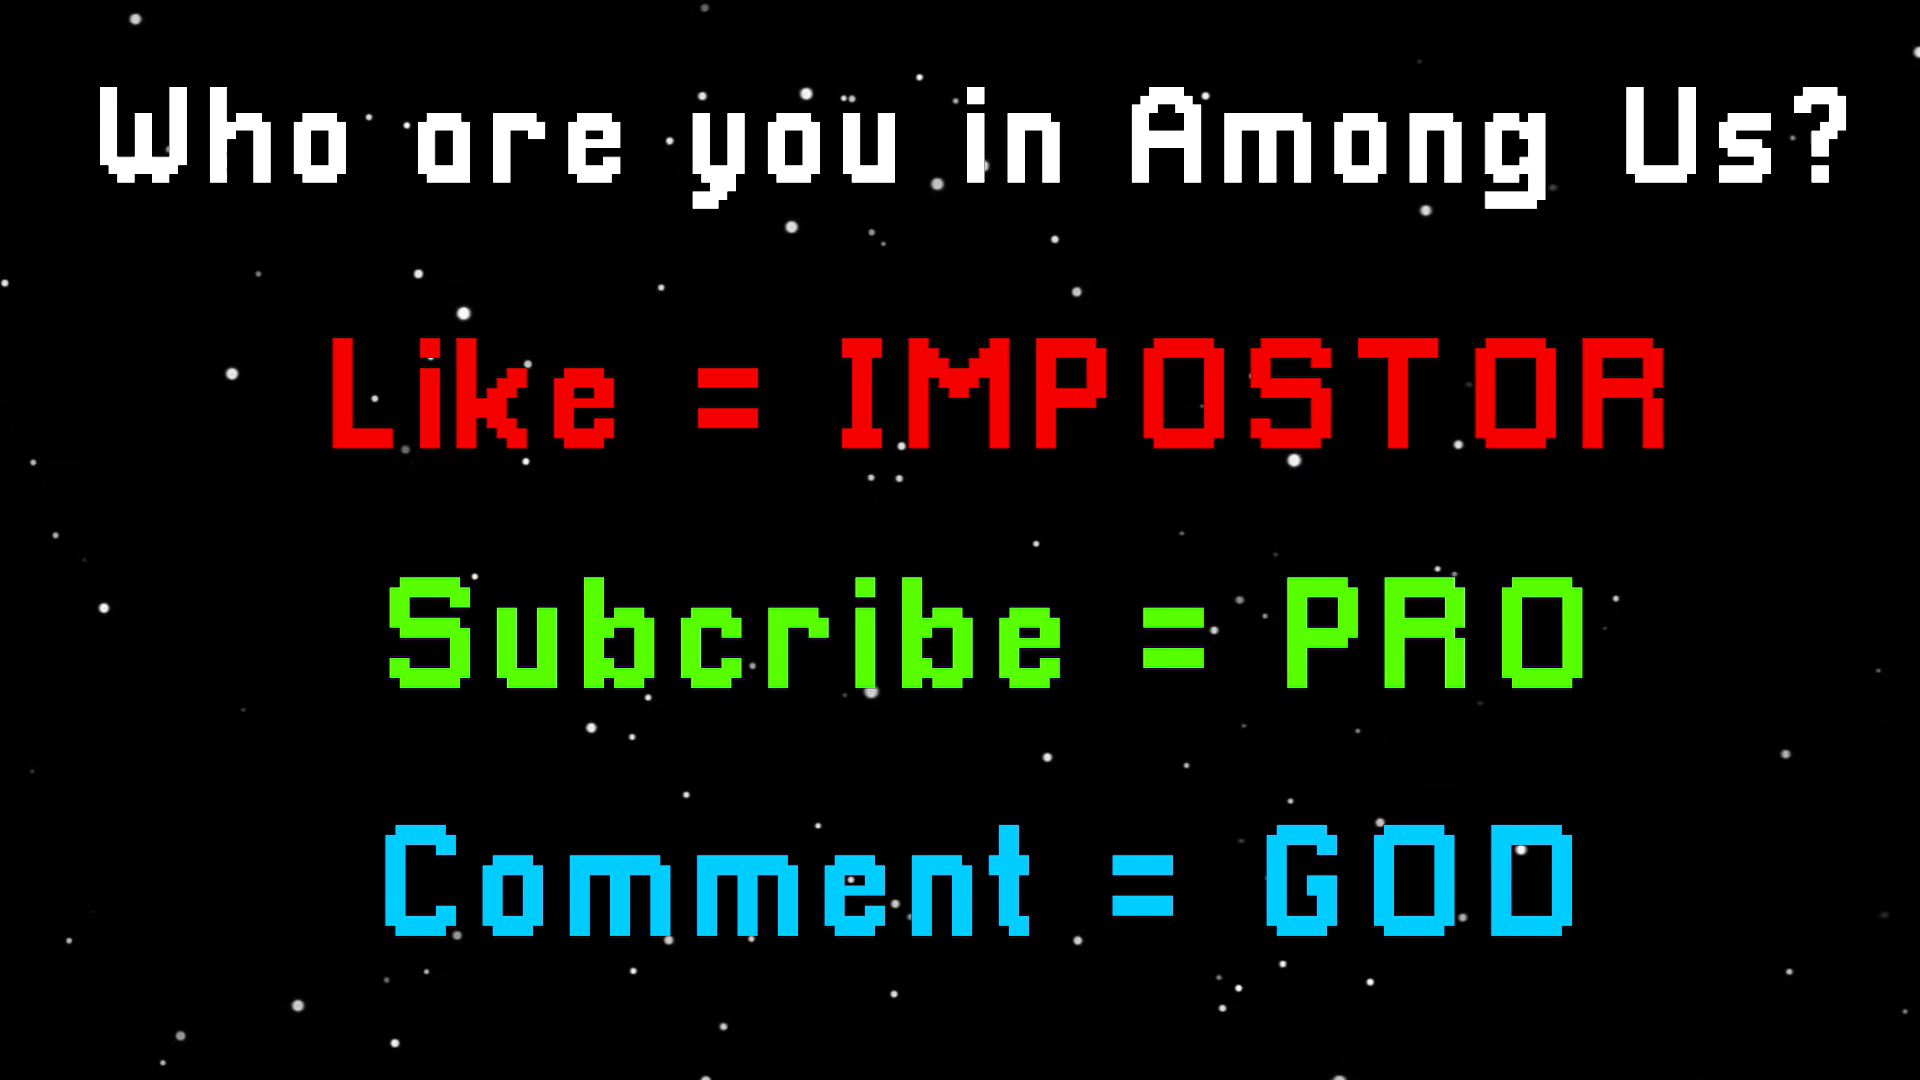 Who are you in Among Us?
Like = IMPOSTOR
Subcribe = PRO
Comment = GOD